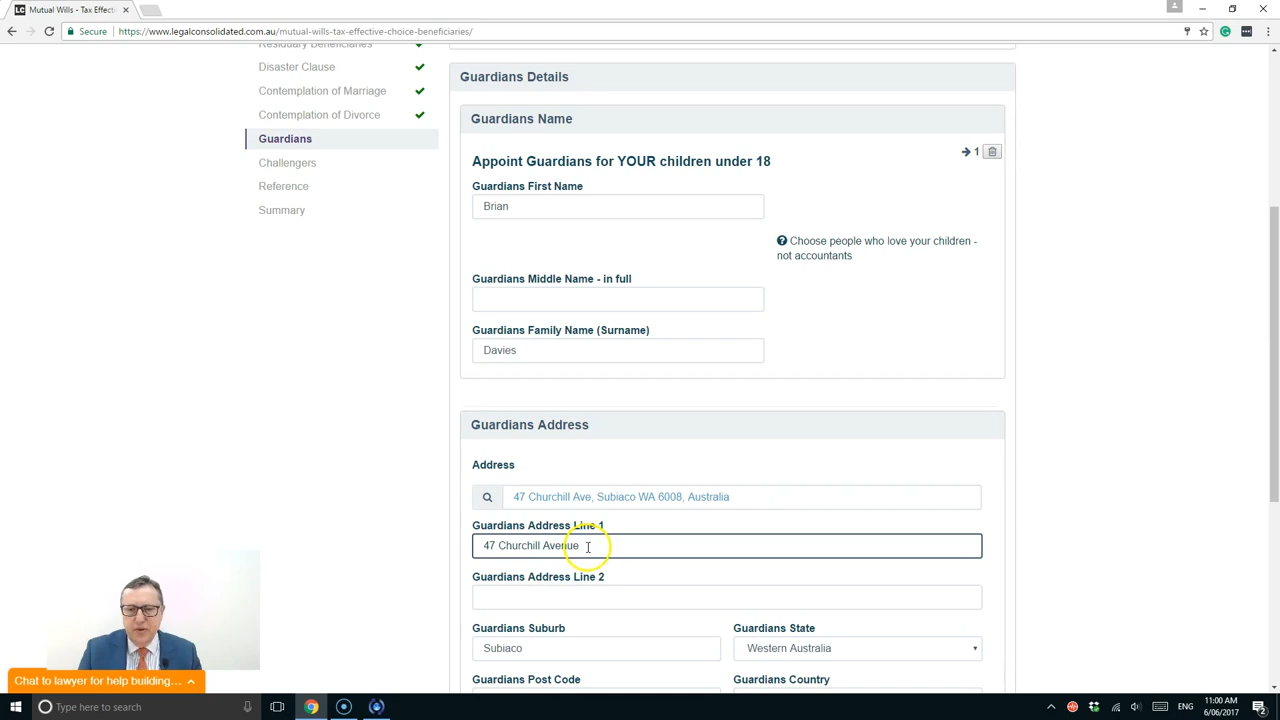 LC Mutual Wills - Tax Effecti
Secure https://www.legalconsolidated.com.au/mutual-wills-tax-effective-choice-beneficiaries/
Residuary Beneficiaries
Disaster Clause
Contemplation of Marriage
Contemplation of Divorce
Guardians
Challengers
Reference
Summary
Guardians Details
Guardians Name
Appoint Guardians for YOUR children under 18
1
Guardians First Name
Brian
Choose people who love your children -
not accountants
Guardians Middle Name - in full
Guardians Family Name (Surname)
Davies
Guardians Address
Address
47 Churchill Ave, Subiaco WA 6008, Australia
Guardians Address Line 1
47 Churchill Avenue
Guardians Address Line 2
Guardians Suburb
Guardians State
Subiaco
Western Australia
Guardians Post Code
Guardians Country
Chat to lawyer for help building....
Type here to search
ENG
11:00 AM
6/06/2017
2